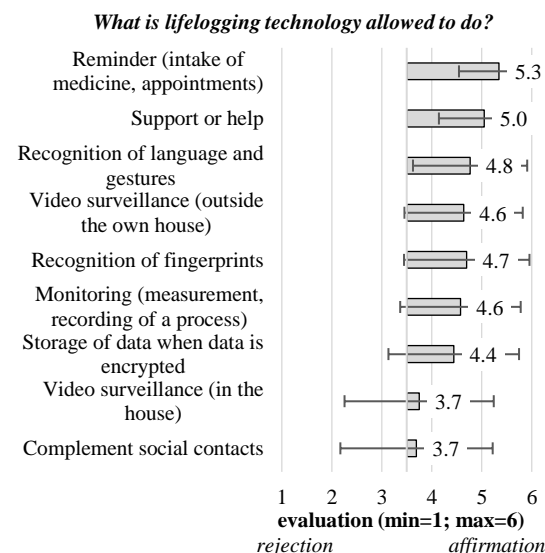 What is lifelogging technology allowed to do?
Reminder (intake of
medicine, appointments)
5.3
Support or help
5.0
Recognition of language and
gestures
4.8
Video surveillance (outside
the own house)
4.6
Recognition of fingerprints
4.7
Monitoring (measurement,
recording of a process)
4.6
Storage of data when data is
encrypted
4.4
Video surveillance (in the
house)
3.7
Complement social contacts
3.7
1 2 3 4 5 6
evaluation (min=1; max=6)
rejection affirmation